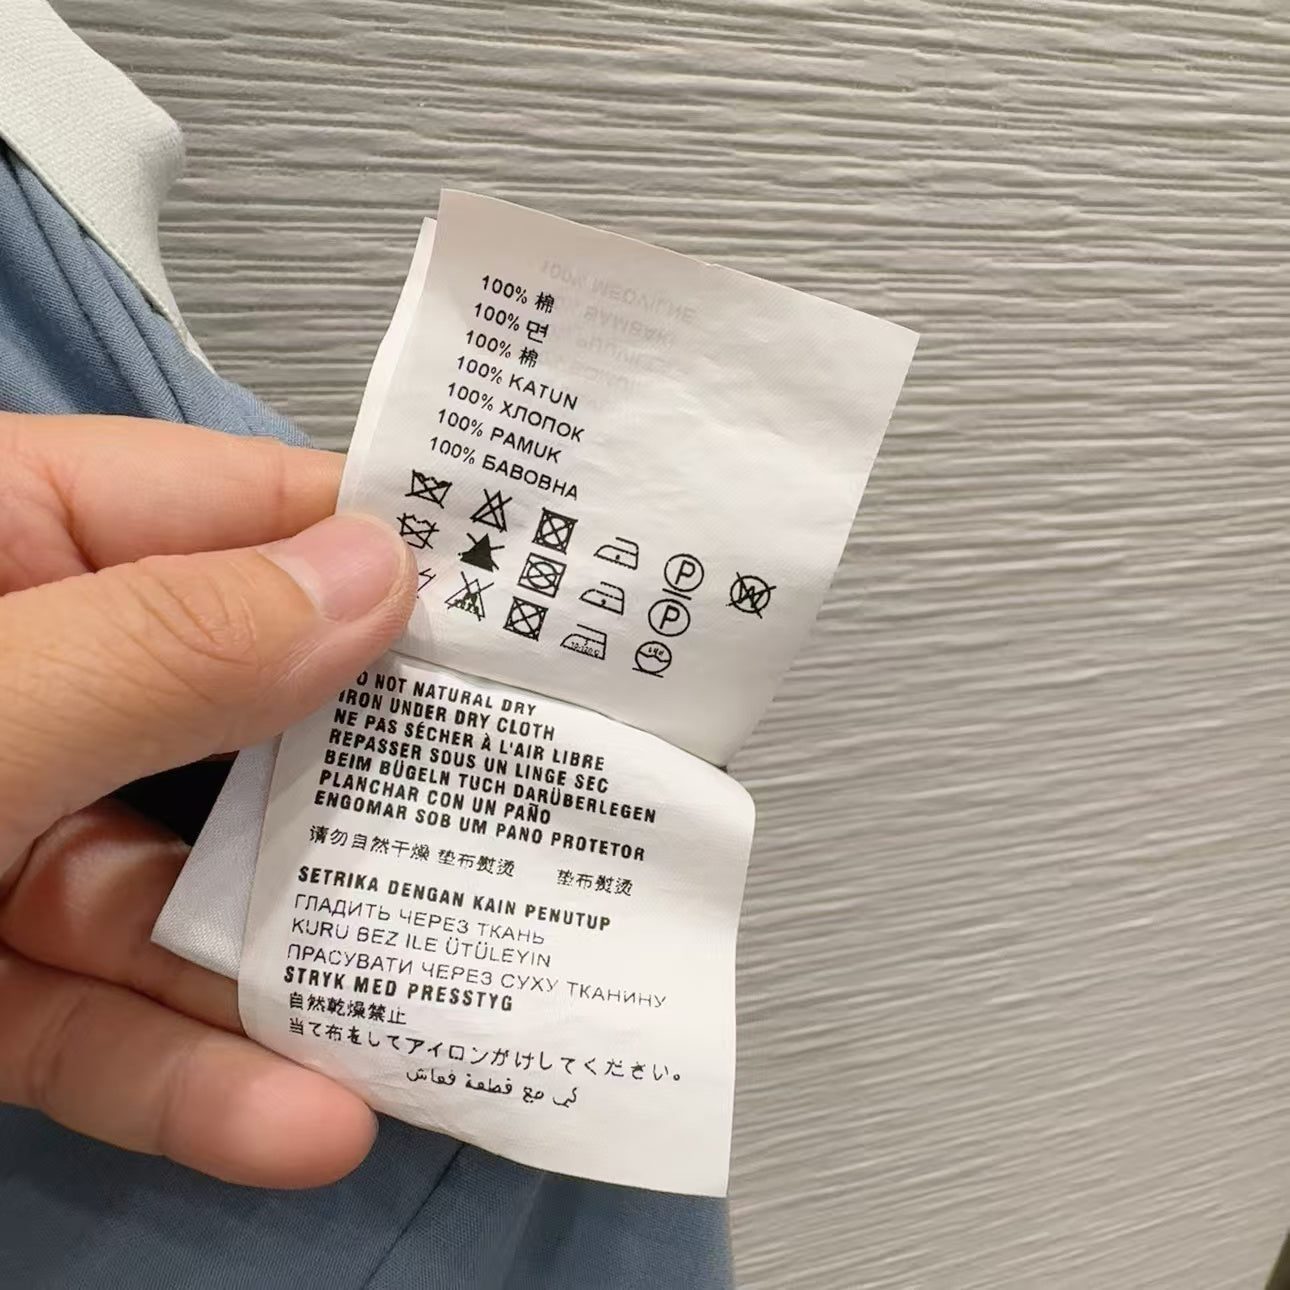 100% 棉
100% 면
100% 棉
100% KATUN
100% ХЛОПОК
100% PAMUK
100% БАВОВНА
P
W
P
NOT NATURAL DRY
IRON UNDER DRY CLOTH
NE PAS SÉCHER À L'AIR LIBRE
REPASSER SOUS UN LINGE SEC
BEIM BÜGELN TUCH DARÜBERLEGEN
PLANCHAR CON UN PAÑO
ENGOMAR SOB UM PANO PROTETOR
请勿自然干燥 垫布熨烫 垫布熨烫
SETRIKA DENGAN KAIN PENUTUP
ГЛАДИТЬ ЧЕРЕЗ ТКАНЬ
KURU BEZ ILE ÜTÜLEYIN
ПРАСУВАТИ ЧЕРЕЗ СУХУ ТКАНИНУ
STRYK MED PRESSTYG
自然乾燥禁止
当て布をしてアイロンがけしてください。
كي مع قطعة قماش